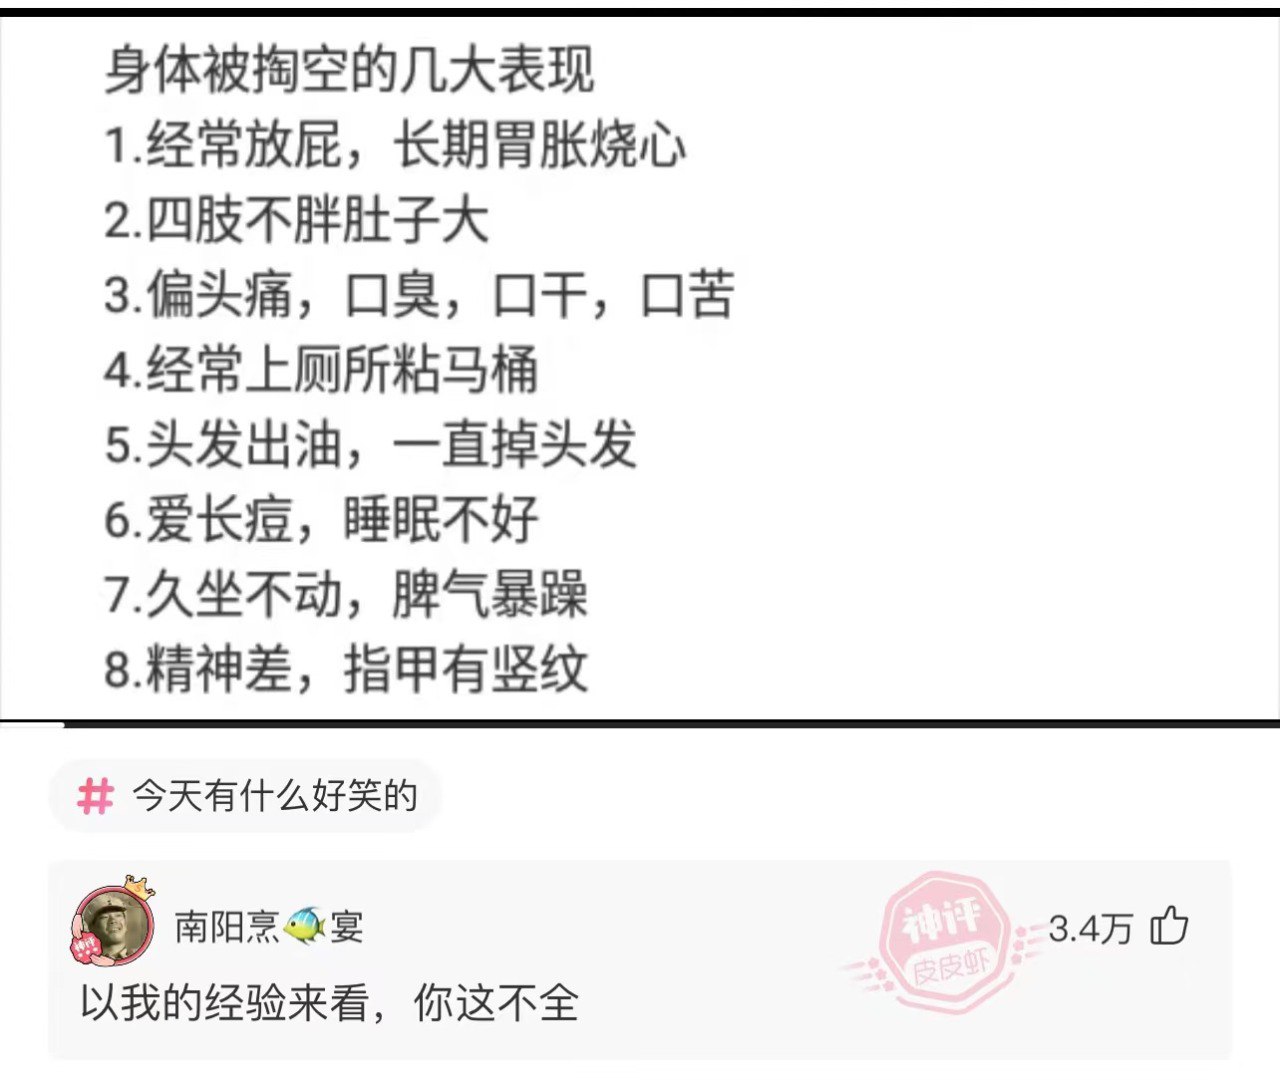 身体被掏空的几大表现
1.经常放屁，长期胃胀烧心
2.四肢不胖肚子大
3.偏头痛，口臭，口干，口苦
4.经常上厕所粘马桶
5.头发出油，一直掉头发
6.爱长痘，睡眠不好
7.久坐不动，脾气暴躁
8.精神差，指甲有竖纹
# 今天有什么好笑的
南阳烹🐠宴
神评
皮皮虾
3.4万
以我的经验来看，你这不全
神评